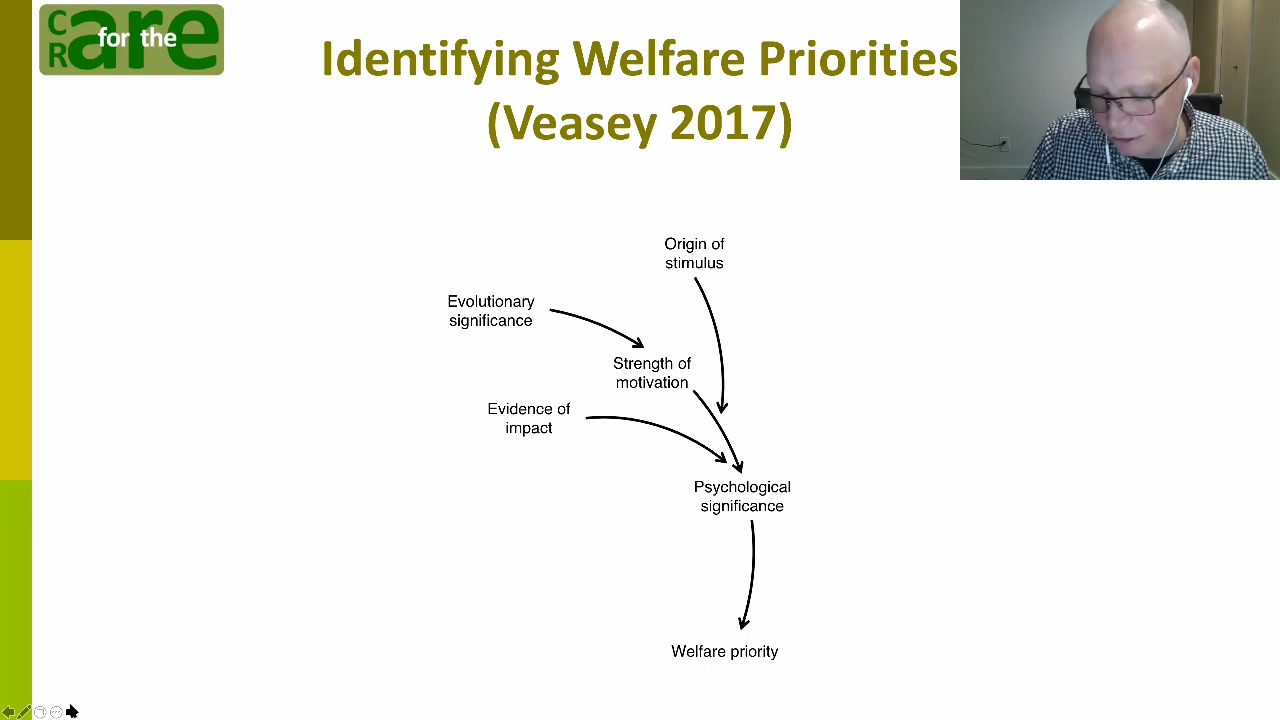 C are for the R
Identifying Welfare Priorities
(Veasey 2017)
Origin of
stimulus
Evolutionary
significance
Strength of
motivation
Evidence of
impact
Psychological
significance
Welfare priority